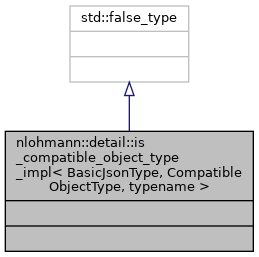 std::false_type
nlohmann::detail::is
_compatible_object_type
_impl< BasicJsonType, Compatible
ObjectType, typename >